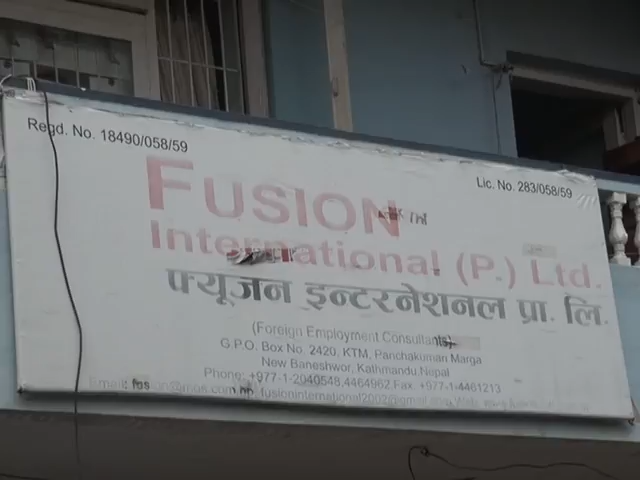 Regd. No. 18490/058/59
Lic. No. 283/058/59
FUSION
International (P.) Ltd.
फ्यूजन इन्टरनेशनल प्रा. लि.
(Foreign Employment Consultants)
G.P.O. Box No. 2420, KTM, Panchakumari Marga
New Baneshwor, Kathmandu, Nepal
Phone: +977-1-2040548, 4464962 Fax: +977-1-4461213
Email: fusioninternational2002@gmail.com